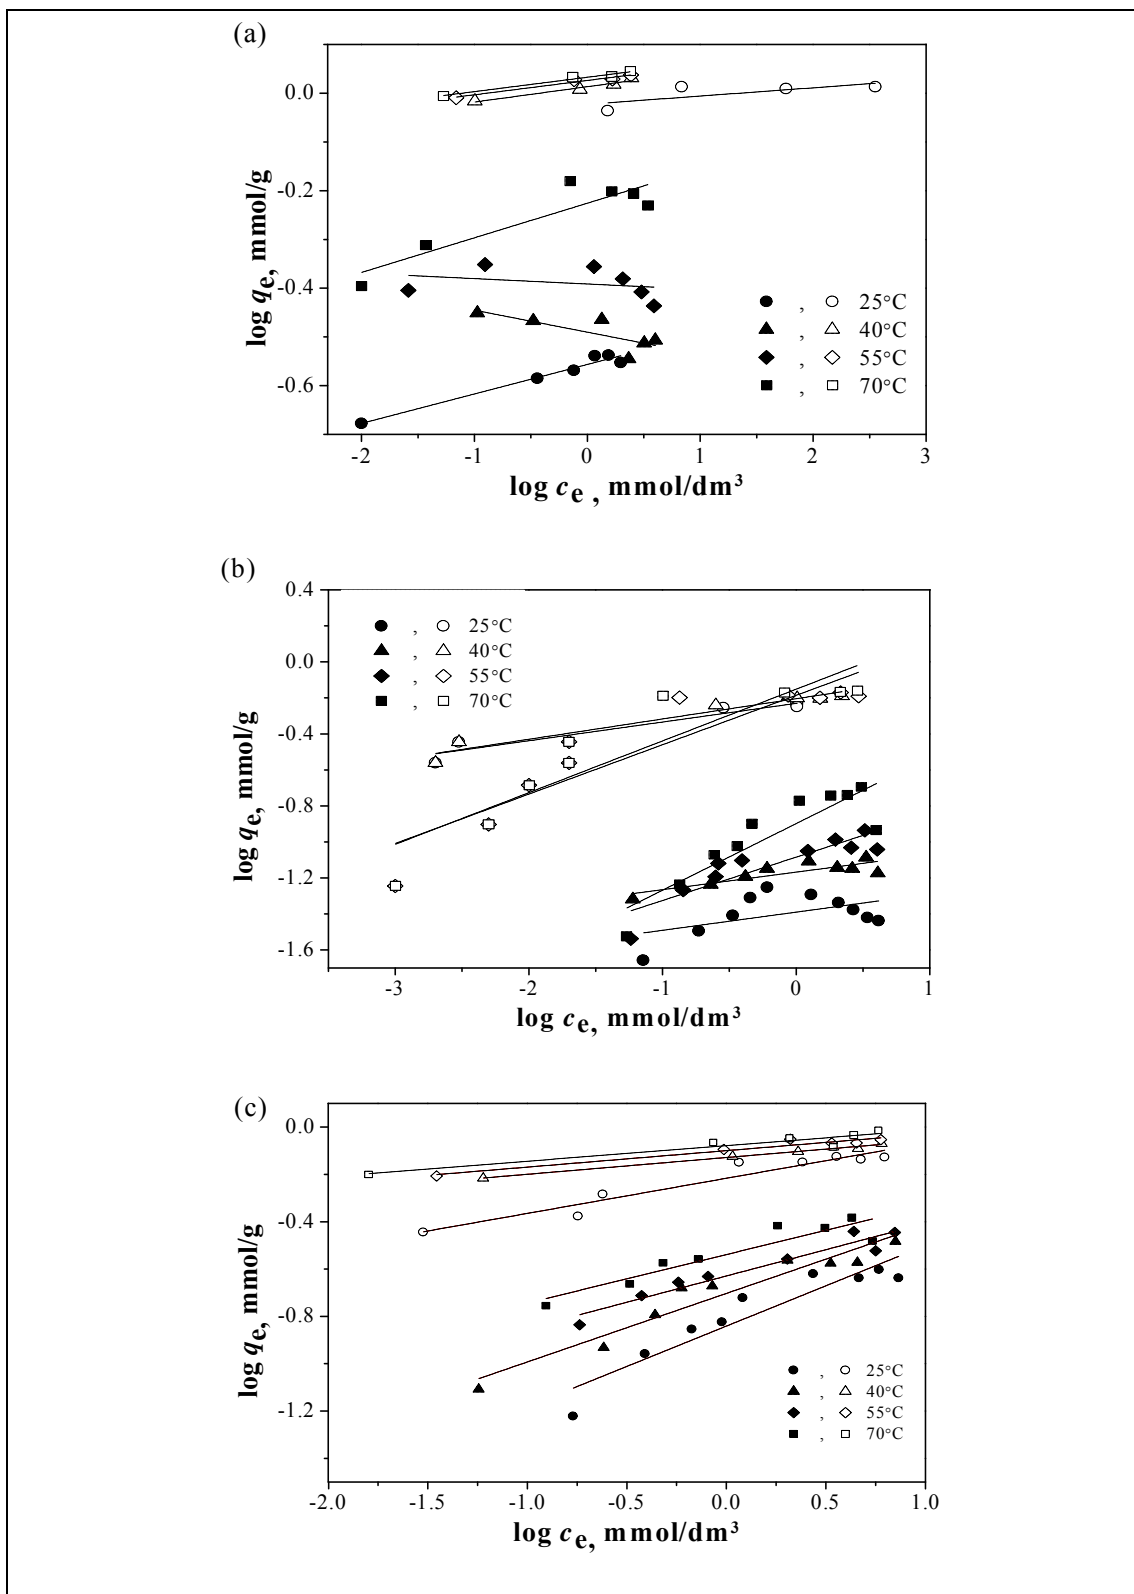 (a)
0.0
-0.2
-0.4
-0.6
log qe, mmol/g
, 25°C
, 40°C
, 55°C
, 70°C
-2 -1 0 1 2 3
log ce , mmol/dm³
(b)
0.4
0.0
-0.4
-0.8
-1.2
-1.6
log qe, mmol/g
, 25°C
, 40°C
, 55°C
, 70°C
-3 -2 -1 0 1
log ce, mmol/dm³
(c)
0.0
-0.4
-0.8
-1.2
log qe, mmol/g
, 25°C
, 40°C
, 55°C
, 70°C
-2.0 -1.5 -1.0 -0.5 0.0 0.5 1.0
log ce, mmol/dm³